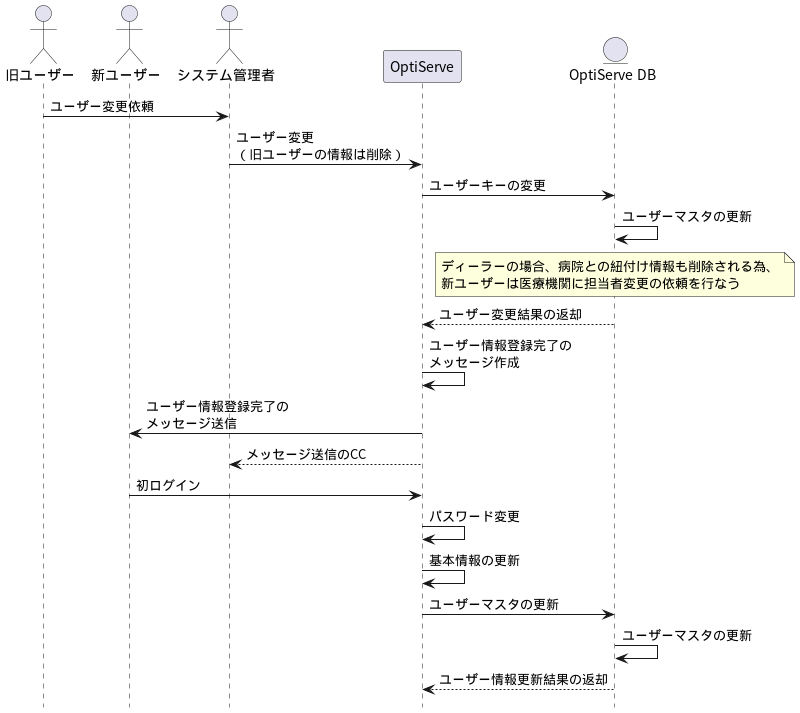 旧ユーザー
新ユーザー
システム管理者
OptiServe
OptiServe DB
ユーザー変更依頼
ユーザー変更
（旧ユーザーの情報は削除）
ユーザーキーの変更
ユーザーマスタの更新
ディーラーの場合、病院との紐付け情報も削除される為、
新ユーザーは医療機関に担当者変更の依頼を行なう
ユーザー変更結果の返却
ユーザー情報登録完了の
メッセージ作成
ユーザー情報登録完了の
メッセージ送信
メッセージ送信のCC
初ログイン
パスワード変更
基本情報の更新
ユーザーマスタの更新
ユーザーマスタの更新
ユーザー情報更新結果の返却